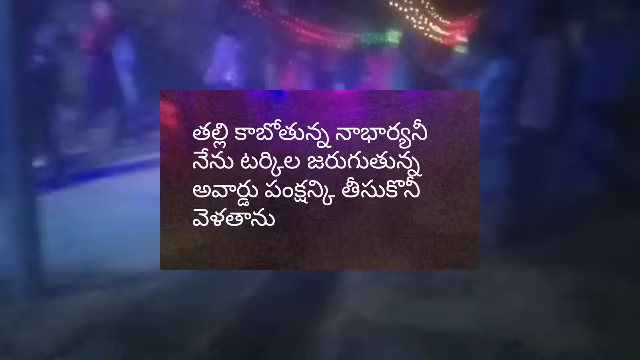 తల్లి కాబోతున్న నాభార్యనీ
నేను టర్కిల జరుగుతున్న
అవార్డు పంక్షన్కి తీసుకొనీ
వెళతాను